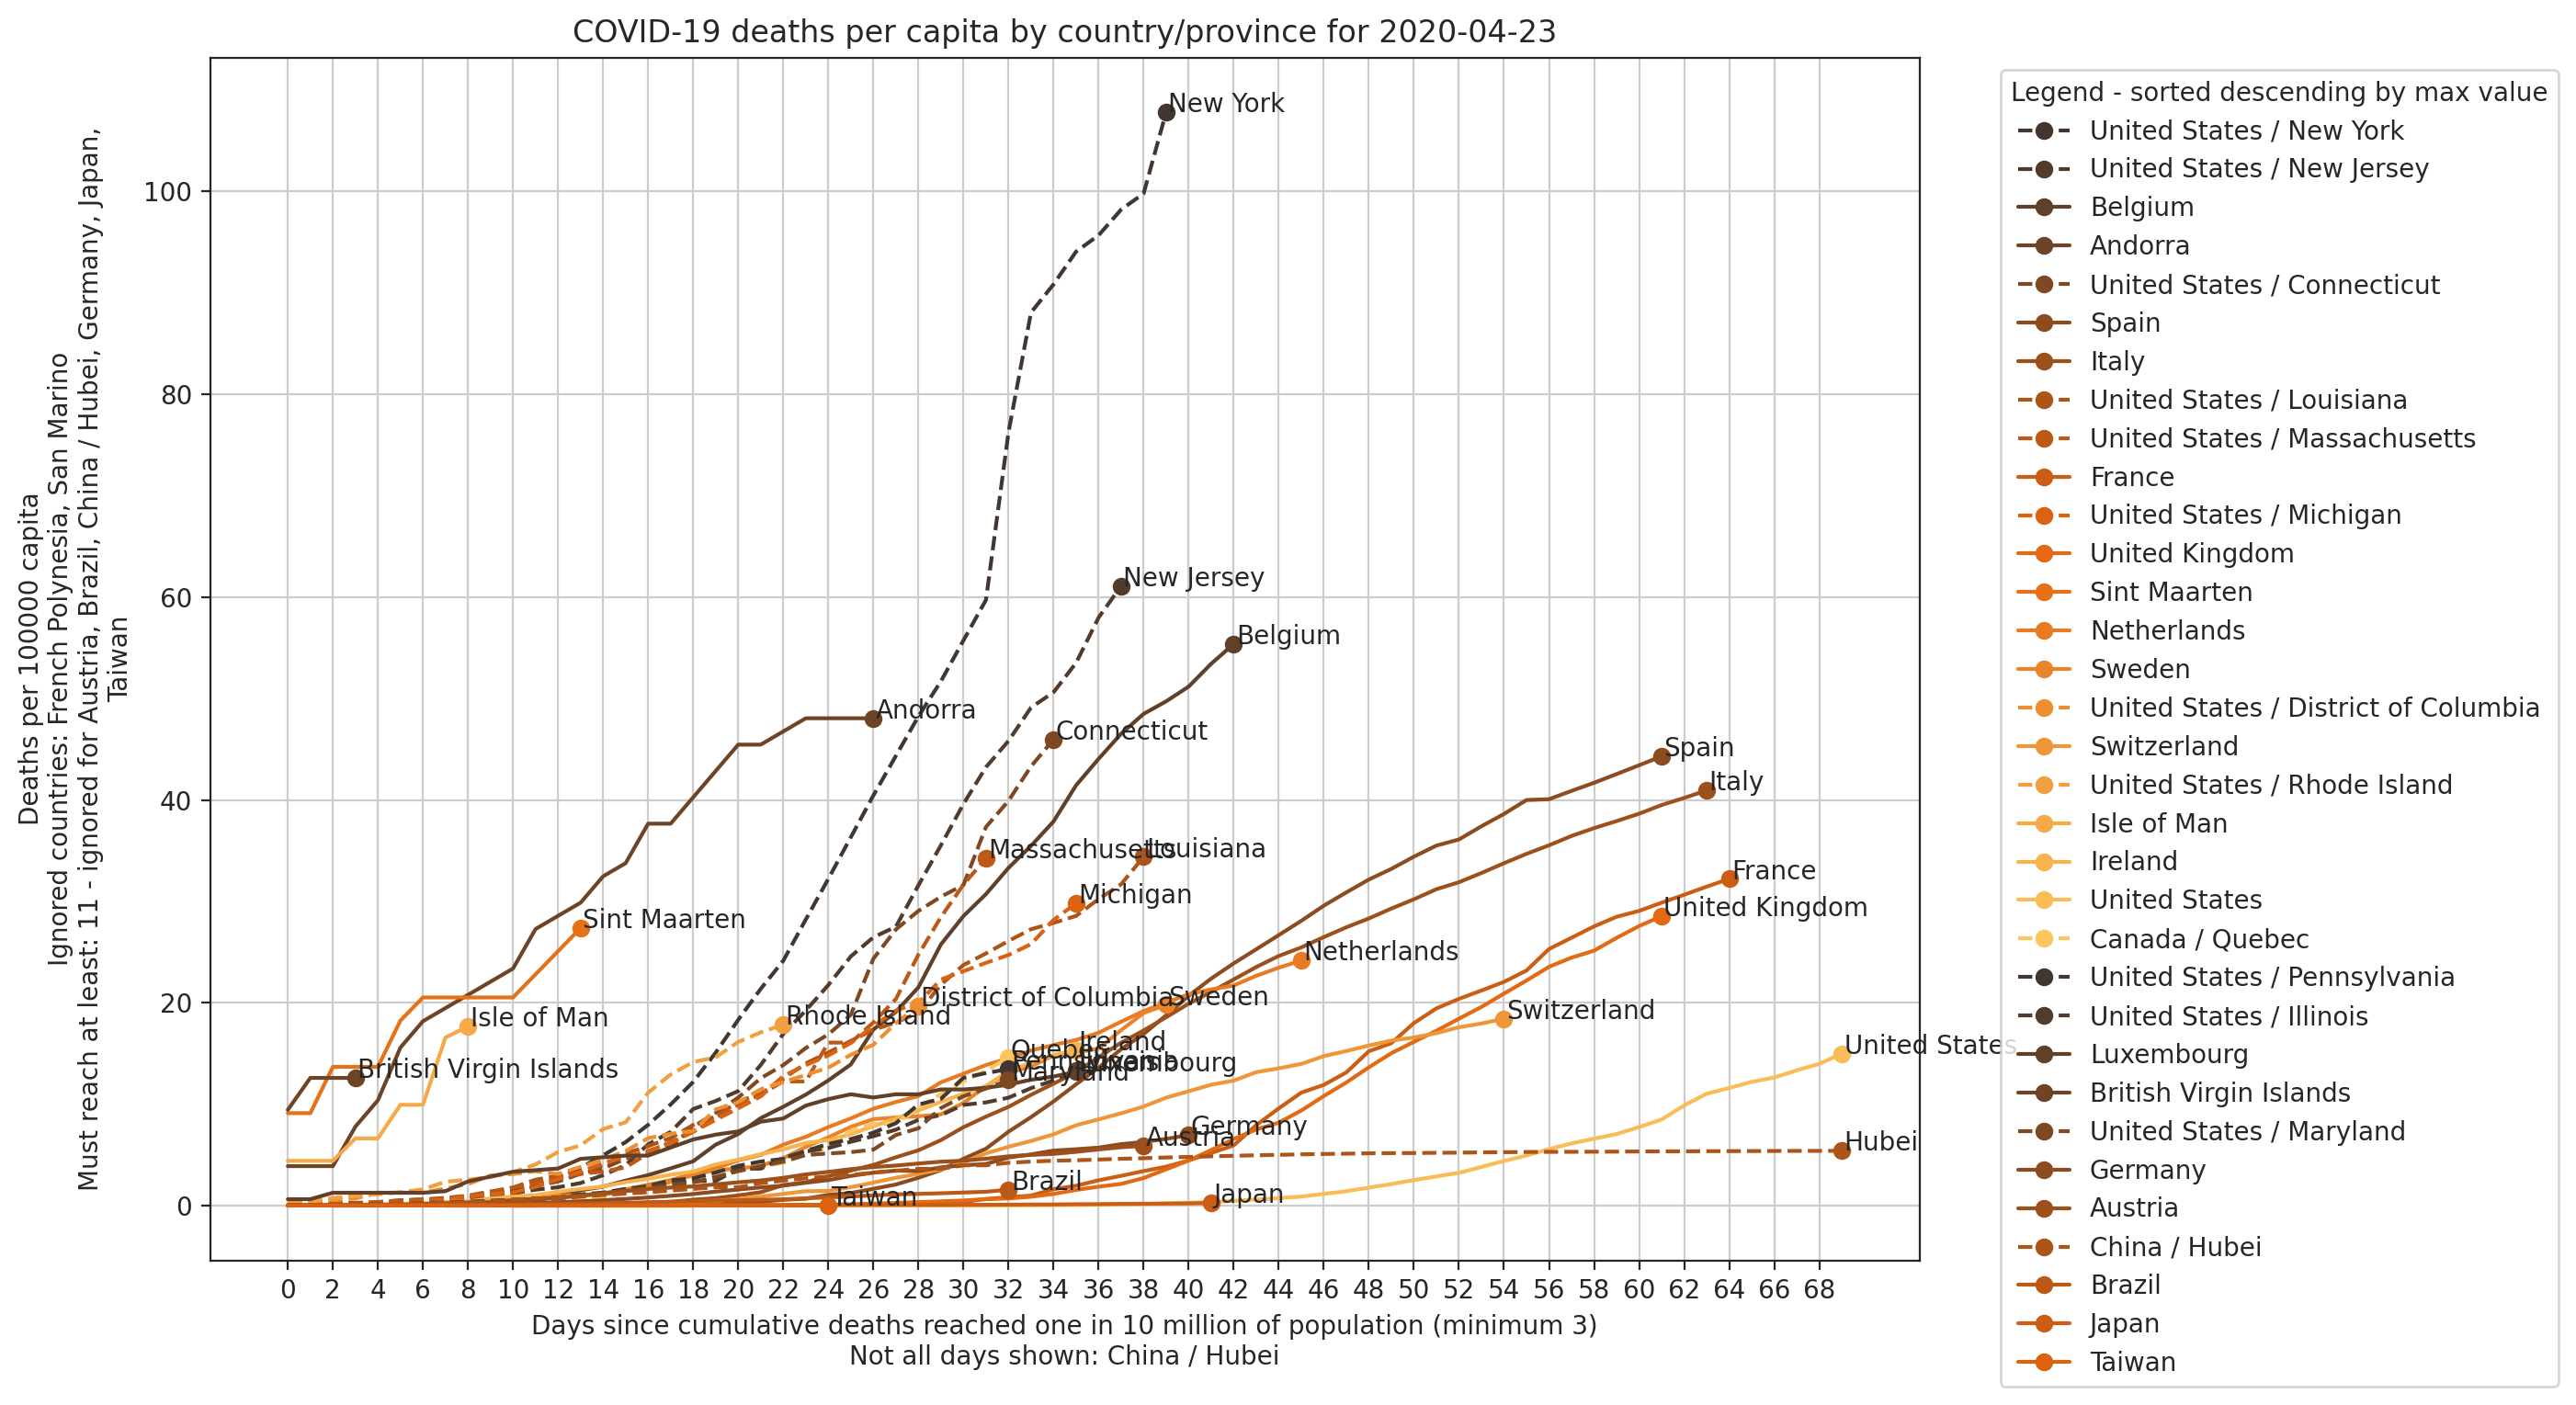 COVID-19 deaths per capita by country/province for 2020-04-23
Deaths per 100000 capita
Ignored countries: French Polynesia, San Marino
Must reach at least: 11 - ignored for Austria, Brazil, China / Hubei, Germany, Japan,
Taiwan
100
80
60
40
20
0
New York
New Jersey
Belgium
Andorra
Connecticut
Spain
Italy
Massachusetts
Louisiana
France
Michigan
United Kingdom
Sint Maarten
Netherlands
District of Columbia
Sweden
Isle of Man
Rhode Island
Switzerland
Ireland
Quebec
United States
Pennsylvania
Illinois
Luxembourg
British Virgin Islands
Maryland
Germany
Austria
Hubei
Brazil
Taiwan
Japan
0 2 4 6 8 10 12 14 16 18 20 22 24 26 28 30 32 34 36 38 40 42 44 46 48 50 52 54 56 58 60 62 64 66 68
Days since cumulative deaths reached one in 10 million of population (minimum 3)
Not all days shown: China / Hubei
Legend - sorted descending by max value
United States / New York
United States / New Jersey
Belgium
Andorra
United States / Connecticut
Spain
Italy
United States / Louisiana
United States / Massachusetts
France
United States / Michigan
United Kingdom
Sint Maarten
Netherlands
Sweden
United States / District of Columbia
Switzerland
United States / Rhode Island
Isle of Man
Ireland
United States
Canada / Quebec
United States / Pennsylvania
United States / Illinois
Luxembourg
British Virgin Islands
United States / Maryland
Germany
Austria
China / Hubei
Brazil
Japan
Taiwan